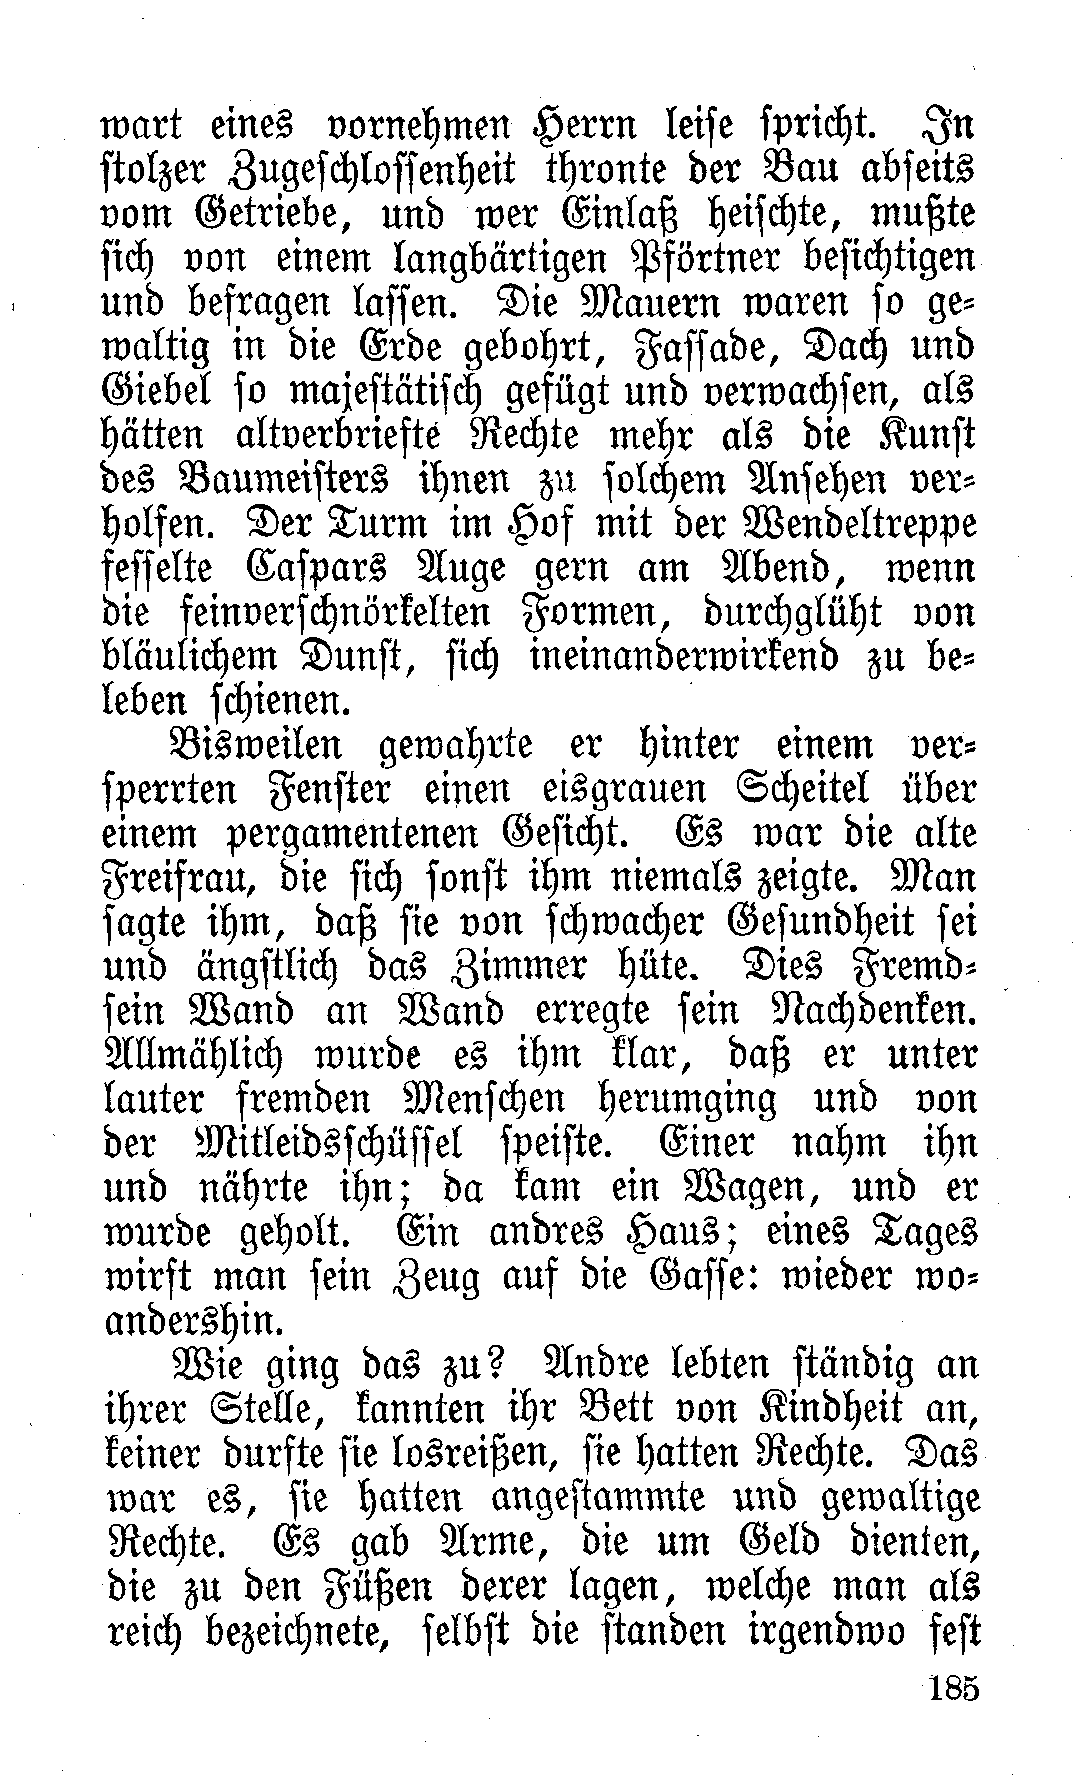 wart eines vornehmen Herrn leise spricht. In
stolzer Zugeschlossenheit thronte der Bau abseits
vom Getriebe, und wer Einlaß heischte, mußte
sich von einem langbärtigen Pförtner besichtigen
und befragen lassen. Die Mauern waren so ge-
waltig in die Erde gebohrt, Fassade, Dach und
Giebel so majestätisch gefügt und verwachsen, als
hätten altverbriefte Rechte mehr als die Kunst
des Baumeisters ihnen zu solchem Ansehen ver-
holfen. Der Turm im Hof mit der Wendeltreppe
fesselte Caspars Auge gern am Abend, wenn
die feinverschnörkelten Formen, durchglüht von
bläulichem Dunst, sich ineinanderwirkend zu be-
leben schienen.
Bisweilen gewahrte er hinter einem ver-
sperrten Fenster einen eisgrauen Scheitel über
einem pergamentenen Gesicht. Es war die alte
Freifrau, die sich sonst ihm niemals zeigte. Man
sagte ihm, daß sie von schwacher Gesundheit sei
und ängstlich das Zimmer hüte. Dies Fremd-
sein Wand an Wand erregte sein Nachdenken.
Allmählich wurde es ihm klar, daß er unter
lauter fremden Menschen herumging und von
der Mitleidsschüssel speiste. Einer nahm ihn
und nährte ihn; da kam ein Wagen, und er
wurde geholt. Ein andres Haus; eines Tages
wirft man sein Zeug auf die Gasse: wieder wo-
andershin.
Wie ging das zu? Andre lebten ständig an
ihrer Stelle, kannten ihr Bett von Kindheit an,
keiner durfte sie losreißen, sie hatten Rechte. Das
war es, sie hatten angestammte und gewaltige
Rechte. Es gab Arme, die um Geld dienten,
die zu den Füßen derer lagen, welche man als
reich bezeichnete, selbst die standen irgendwo fest
185